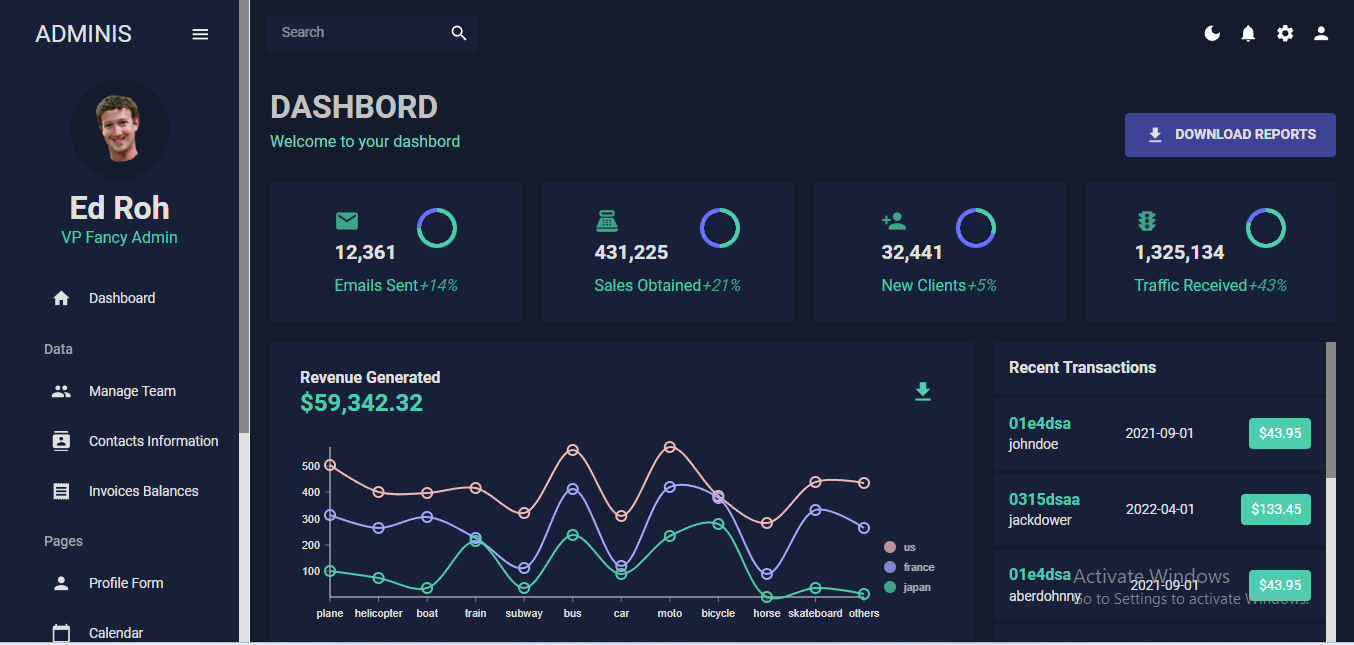 ADMINIS
Search
Ed Roh
VP Fancy Admin
Dashboard
Data
Manage Team
Contacts Information
Invoices Balances
Pages
Profile Form
Calendar
DASHBORD
Welcome to your dashbord
DOWNLOAD REPORTS
12,361
Emails Sent +14%
431,225
Sales Obtained +21%
32,441
New Clients +5%
1,325,134
Traffic Received +43%
Revenue Generated
$59,342.32
500
400
300
200
100
plane helicopter boat train subway bus car moto bicycle horse skateboard others
us
france
japan
Recent Transactions
01e4dsa
johndoe
2021-09-01
$43.95
0315dsaa
jackdower
2022-04-01
$133.45
01e4dsa
aberdohnny
2021-09-01
$43.95
Activate Windows
Go to Settings to activate Windows.